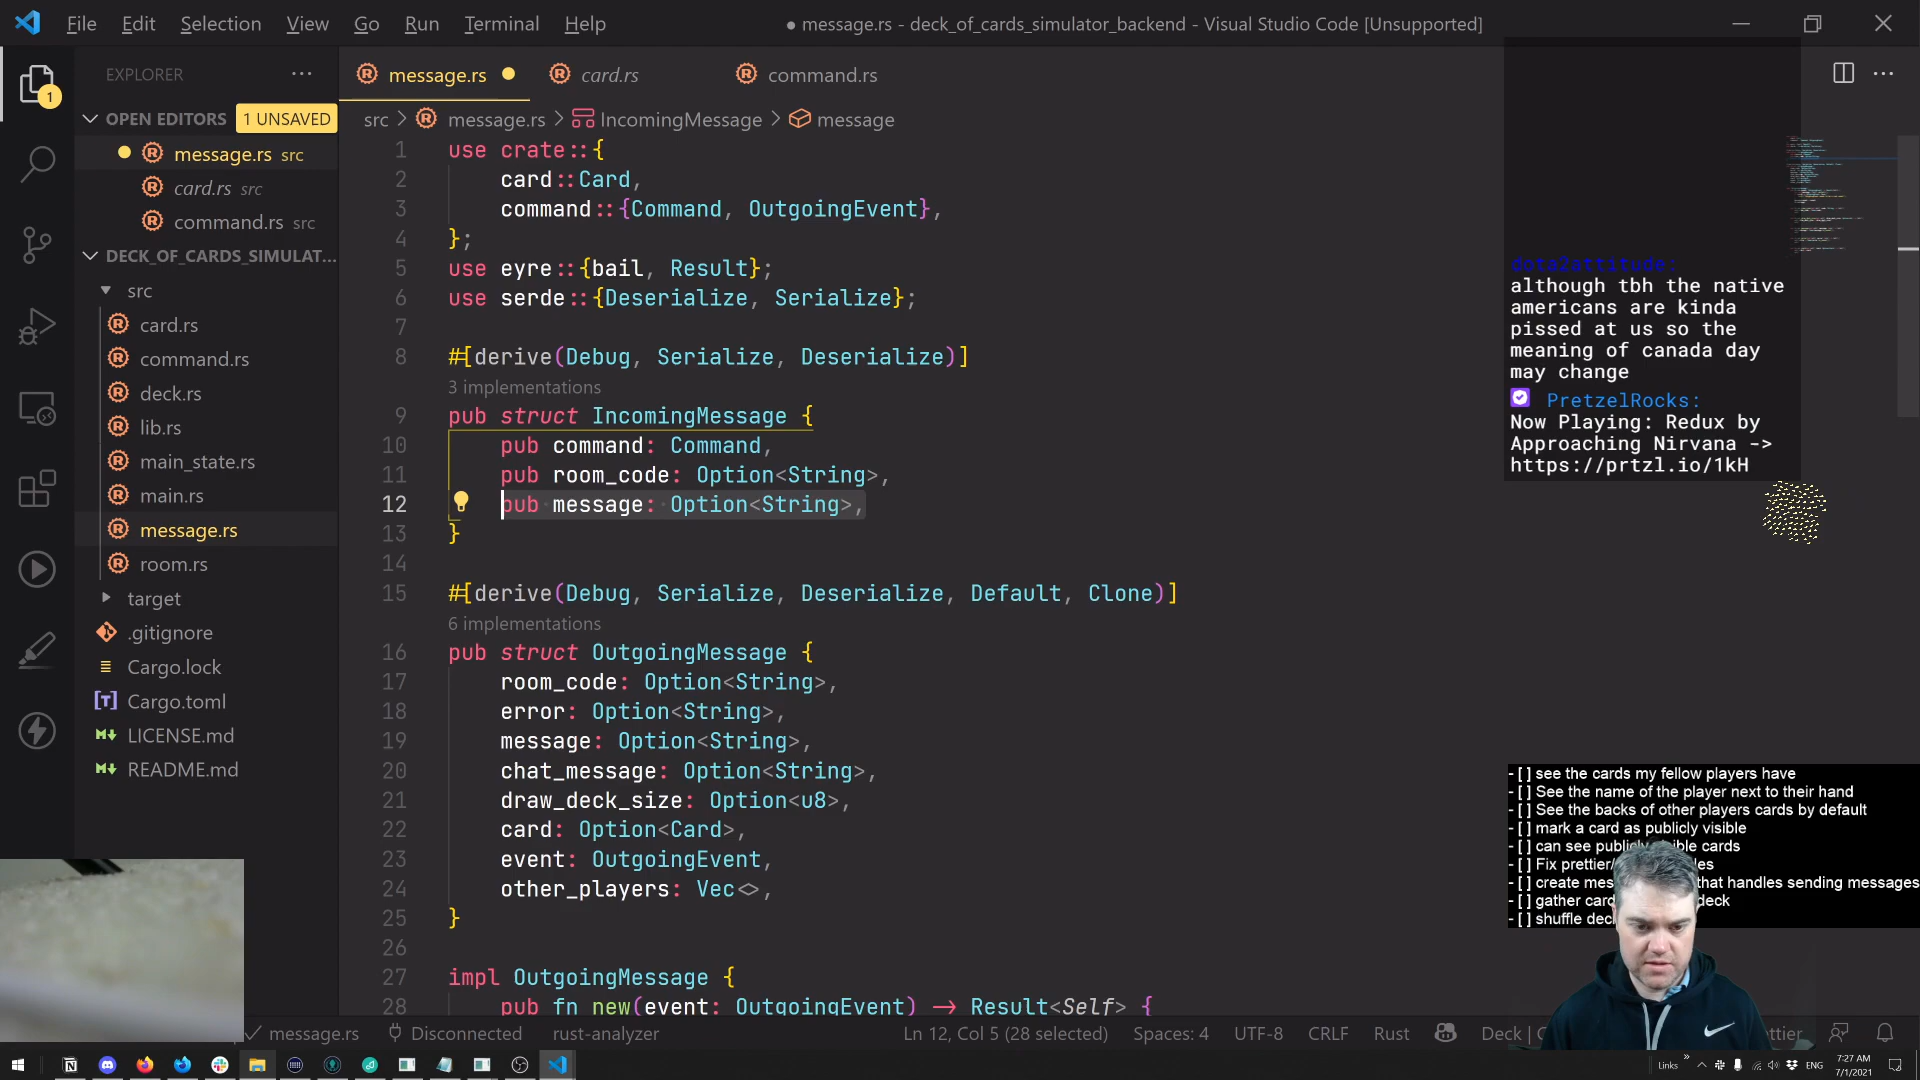 File Edit Selection View Go Run Terminal Help
● message.rs - deck_of_cards_simulator_backend - Visual Studio Code [Unsupported]
EXPLORER
message.rs
card.rs
command.rs
OPEN EDITORS
1 UNSAVED
message.rs src
card.rs src
command.rs src
DECK_OF_CARDS_SIMULAT...
src
card.rs
command.rs
deck.rs
lib.rs
main_state.rs
main.rs
message.rs
room.rs
target
.gitignore
Cargo.lock
Cargo.toml
LICENSE.md
README.md
1
src > message.rs > IncomingMessage > message
1 use crate::{
2 card::Card,
3 command::{Command, OutgoingEvent},
4 };
5 use eyre::{bail, Result};
6 use serde::{Deserialize, Serialize};
7
8 #[derive(Debug, Serialize, Deserialize)]
3 implementations
9 pub struct IncomingMessage {
10 pub command: Command,
11 pub room_code: Option<String>,
12 pub message: Option<String>,
13 }
14
15 #[derive(Debug, Serialize, Deserialize, Default, Clone)]
6 implementations
16 pub struct OutgoingMessage {
17 room_code: Option<String>,
18 error: Option<String>,
19 message: Option<String>,
20 chat_message: Option<String>,
21 draw_deck_size: Option<u8>,
22 card: Option<Card>,
23 event: OutgoingEvent,
24 other_players: Vec<>,
25 }
26
27 impl OutgoingMessage {
28 pub fn new(event: OutgoingEvent) -> Result<Self> {
dota2attitude:
although tbh the native
americans are kinda
pissed at us so the
meaning of canada day
may change
PretzelRocks:
Now Playing: Redux by
Approaching Nirvana ->
https://prtzl.io/1kH
- [ ] see the cards my fellow players have
- [ ] See the name of the player next to their hand
- [ ] See the backs of other players cards by default
- [ ] mark a card as publicly visible
- [ ] can see publicly visible cards
- [ ] Fix prettier/
- [ ] create that handles sending messages
- [ ] gather deck
- [ ] shuffle
message.rs Disconnected rust-analyzer Ln 12, Col 5 (28 selected) Spaces: 4 UTF-8 CRLF Rust Deck
Links ENG 7:27 AM
7/1/2021